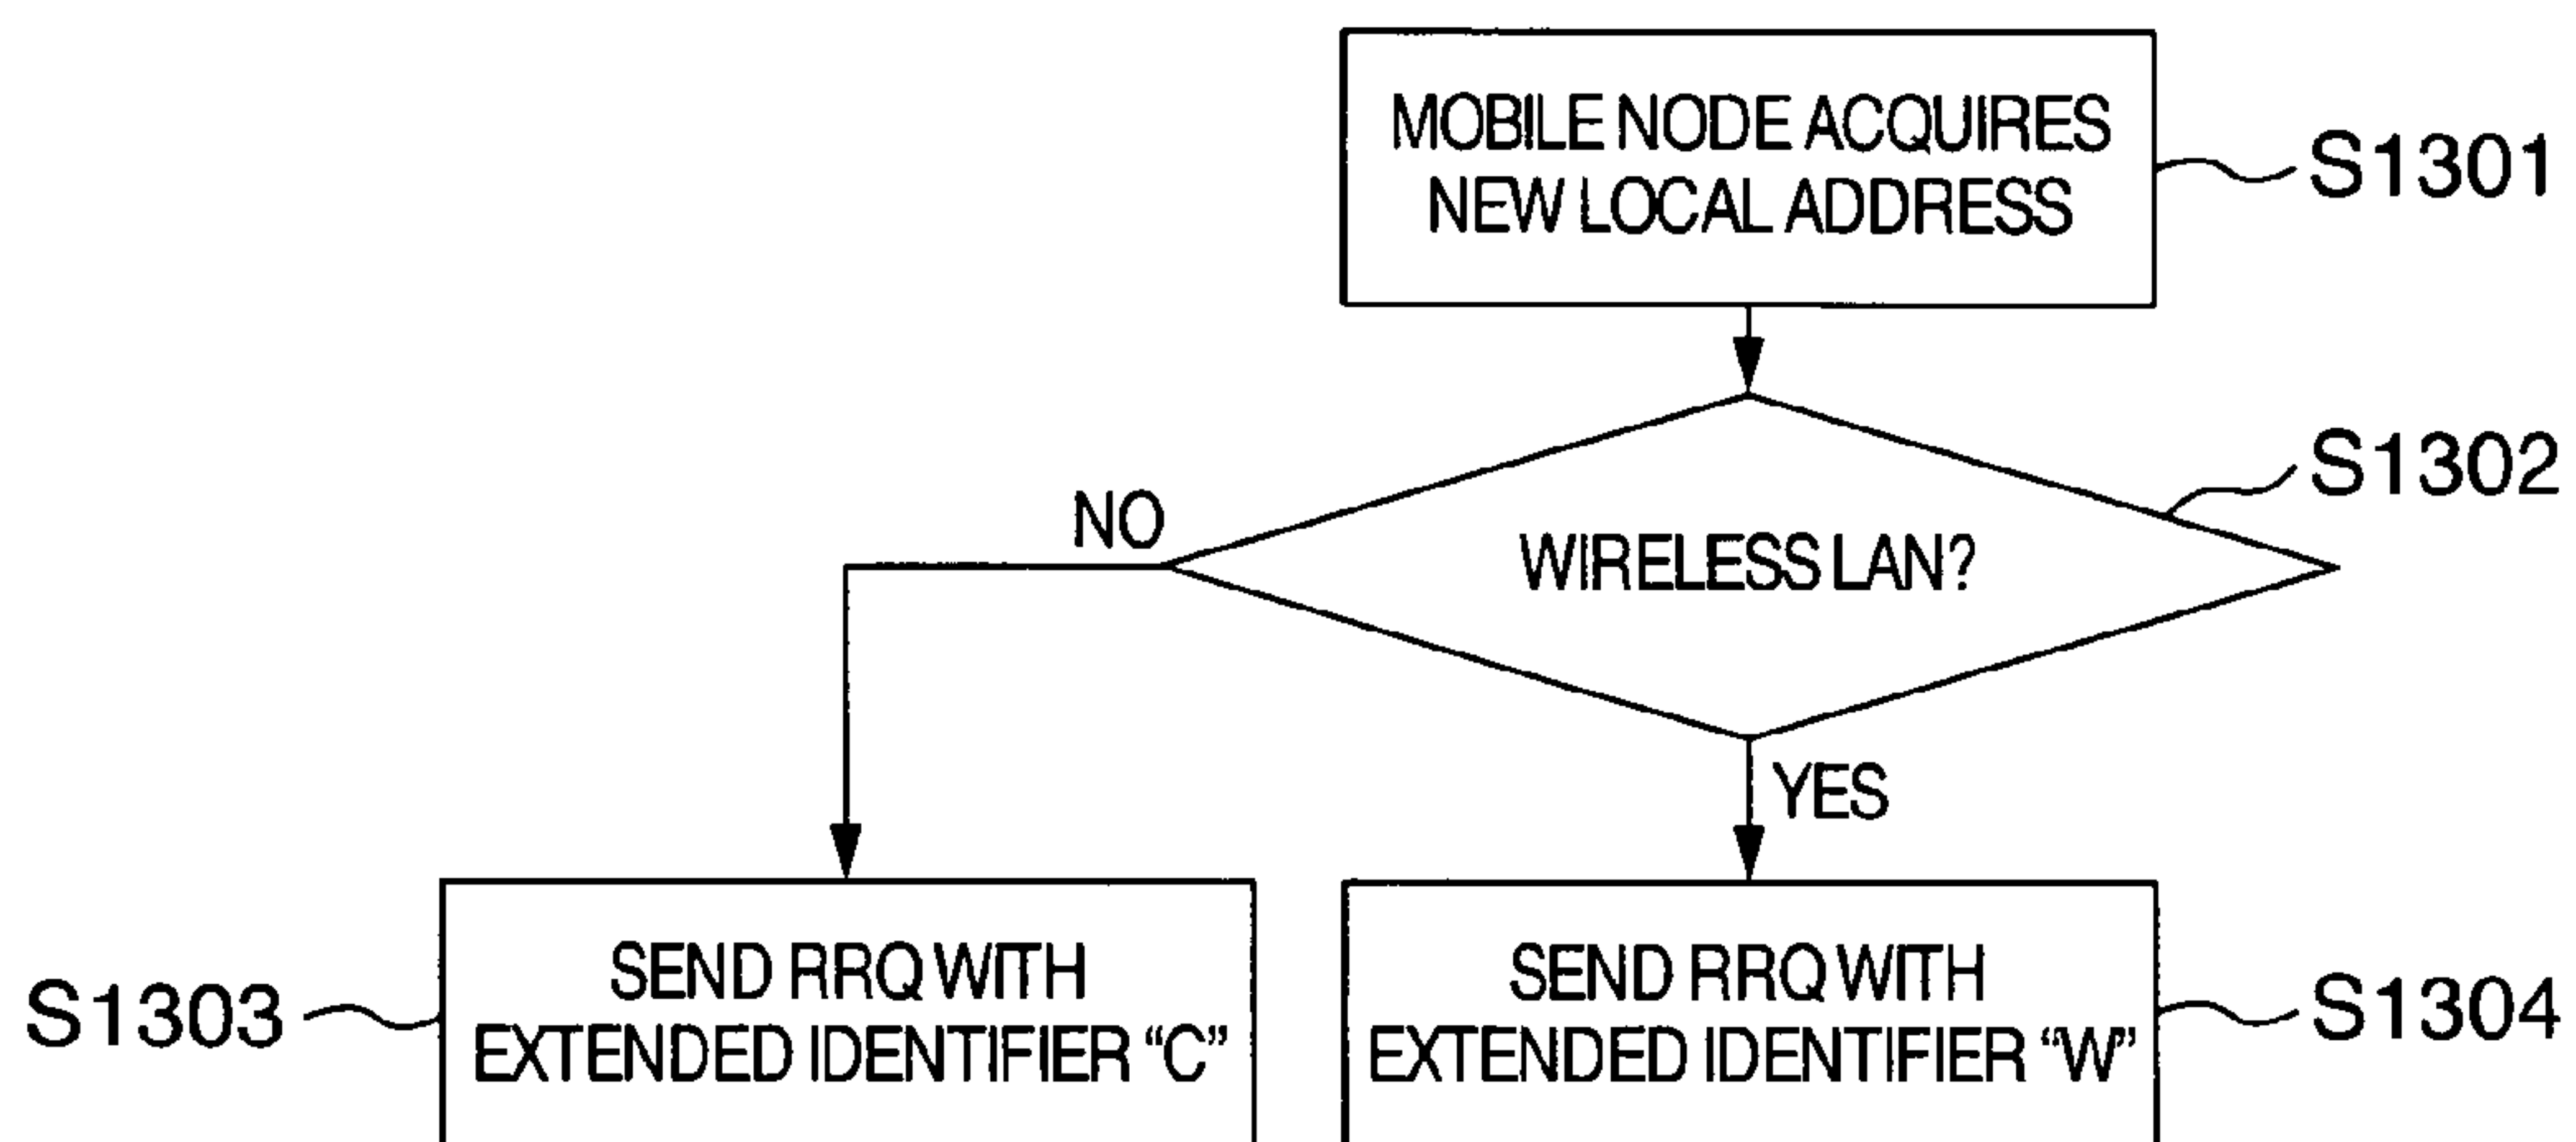 MOBILE NODE ACQUIRES
NEW LOCAL ADDRESS
S1301
S1302
NO
WIRELESS LAN?
YES
S1303
SEND RRQ WITH
EXTENDED IDENTIFIER “C”
SEND RRQ WITH
EXTENDED IDENTIFIER “W”
S1304